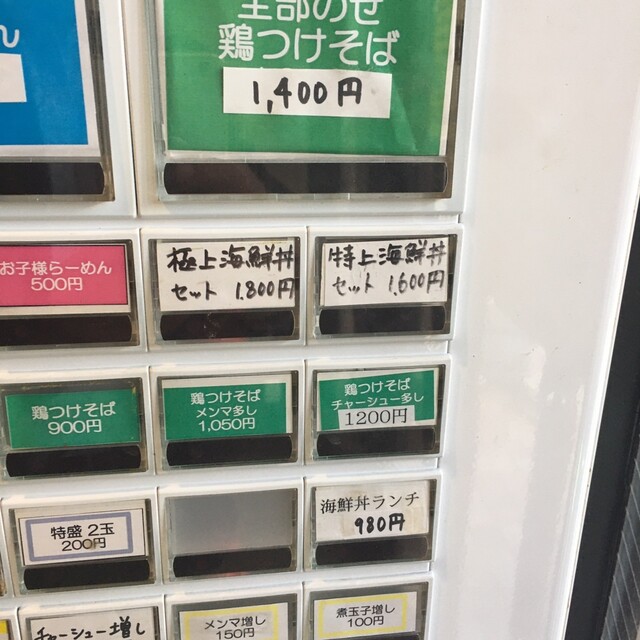 ん
全部のせ
鶏つけそば
1,400円
お子様らーめん
500円
極上海鮮丼
セット 1.800円
特上海鮮丼
セット 1.600円
鶏つけそば
900円
鶏つけそば
メンマ多し
1,050円
鶏つけそば
チャーシュー多し
1200円
特盛 2玉
200円
海鮮丼ランチ
980円
チャーシュー増し
メンマ増し
150円
煮玉子増し
100円